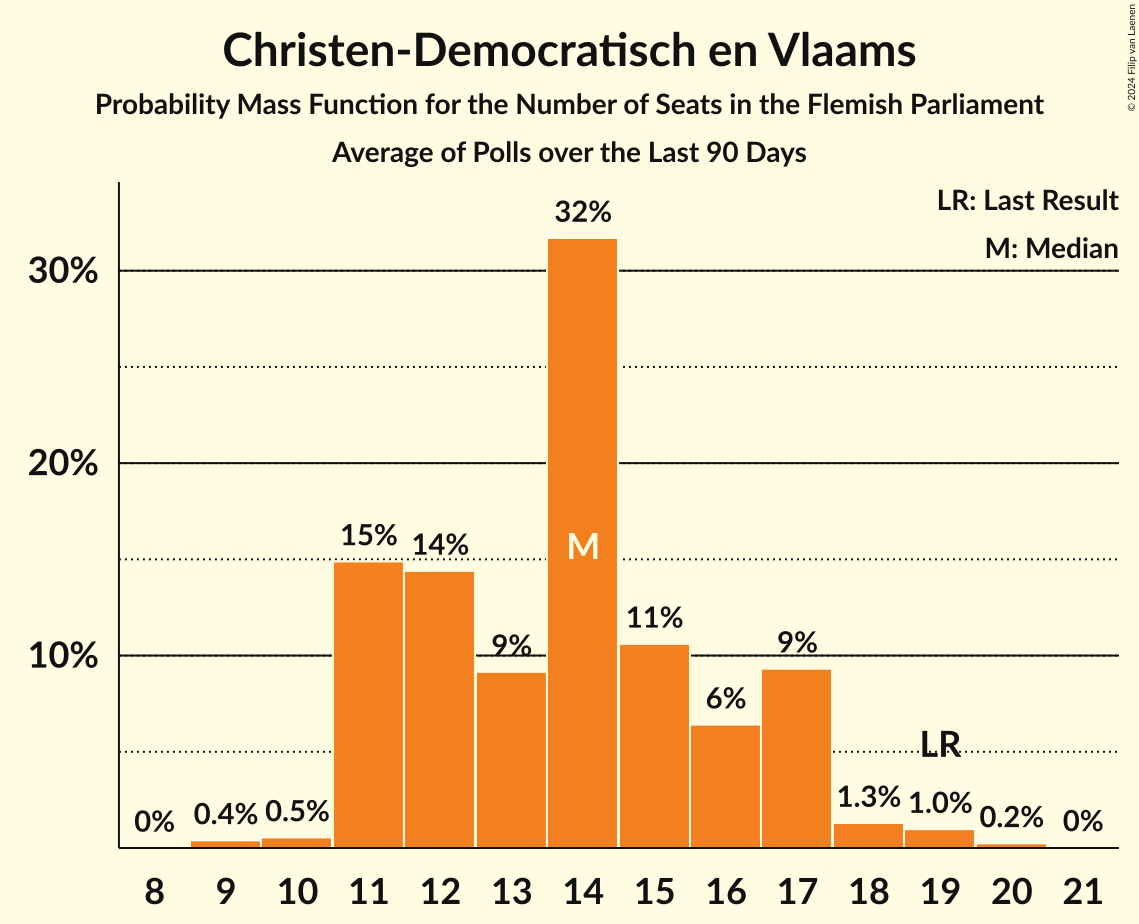 Christen-Democratisch en Vlaams
Probability Mass Function for the Number of Seats in the Flemish Parliament
Average of Polls over the Last 90 Days
© 2024 Filip van Laenen
LR: Last Result
M: Median
30%
20%
10%
0%
0.4%
0.5%
15%
14%
9%
32%
M
11%
6%
9%
1.3%
LR
1.0%
0.2%
0%
8 9 10 11 12 13 14 15 16 17 18 19 20 21